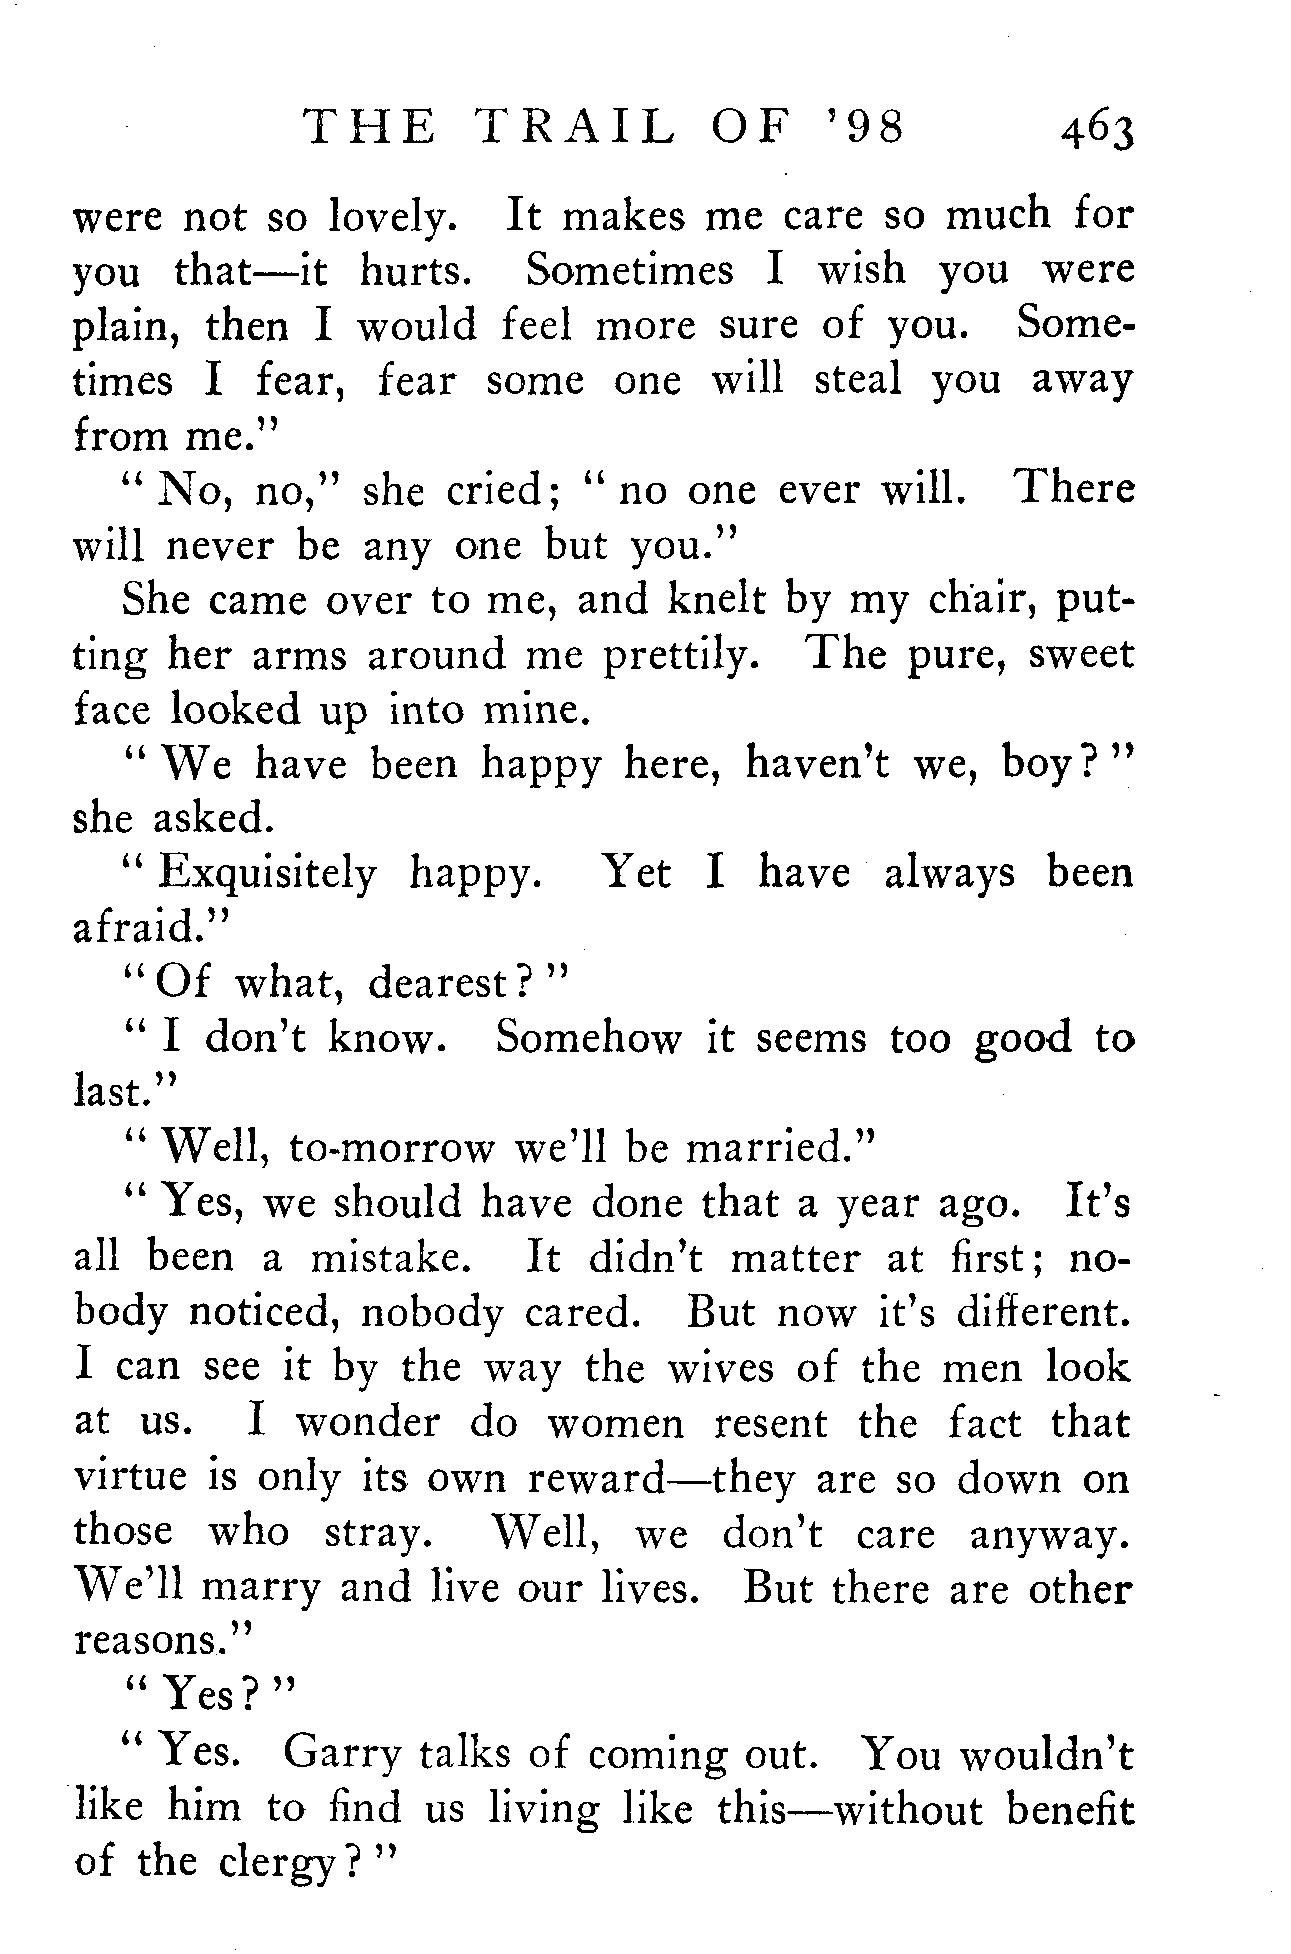 THE TRAIL OF '98 463
were not so lovely. It makes me care so much for
you that—it hurts. Sometimes I wish you were
plain, then I would feel more sure of you. Some-
times I fear, fear some one will steal you away
from me."
" No, no," she cried; " no one ever will. There
will never be any one but you."
She came over to me, and knelt by my chair, put-
ting her arms around me prettily. The pure, sweet
face looked up into mine.
" We have been happy here, haven't we, boy? "
she asked.
" Exquisitely happy. Yet I have always been
afraid."
" Of what, dearest? "
" I don't know. Somehow it seems too good to
last."
" Well, to-morrow we'll be married."
" Yes, we should have done that a year ago. It's
all been a mistake. It didn't matter at first; no-
body noticed, nobody cared. But now it's different.
I can see it by the way the wives of the men look
at us. I wonder do women resent the fact that
virtue is only its own reward—they are so down on
those who stray. Well, we don't care anyway.
We'll marry and live our lives. But there are other
reasons."
" Yes? "
" Yes. Garry talks of coming out. You wouldn't
like him to find us living like this—without benefit
of the clergy? "